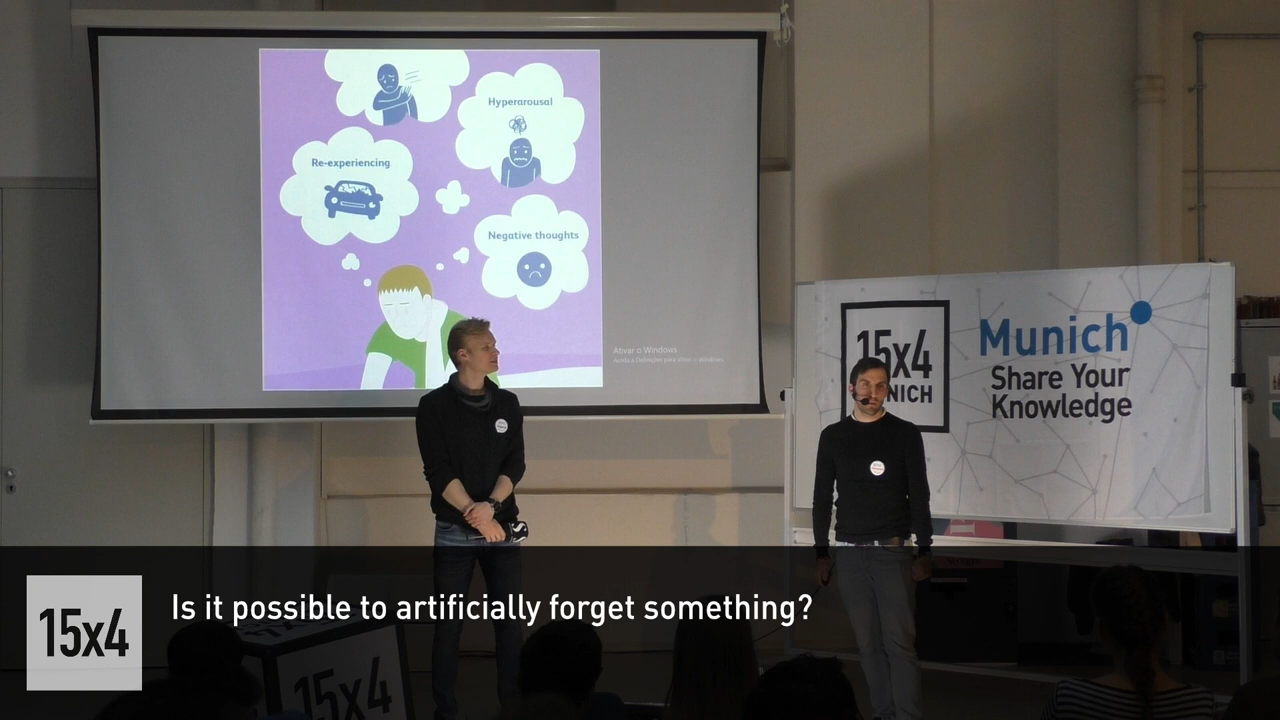 Hyperarousal
Re-experiencing
Negative thoughts
Ativar o Windows
15x4
MUNICH
Munich
Share Your
Knowledge
15x4
Is it possible to artificially forget something?
15x4